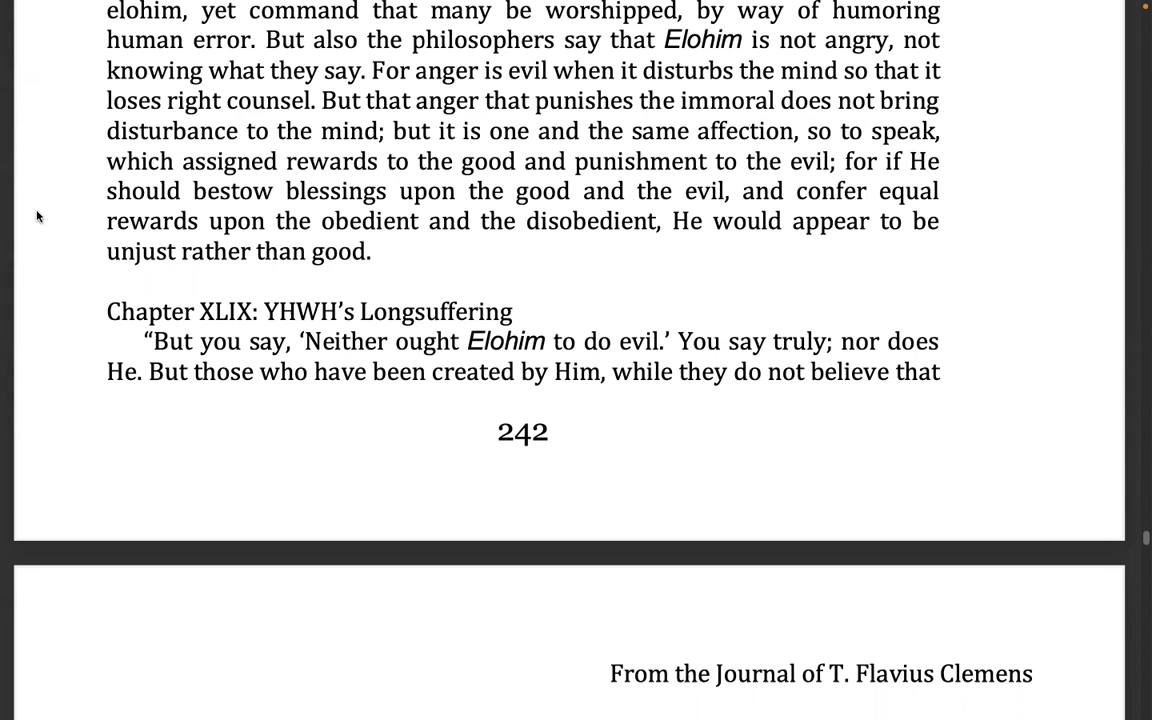 elohim, yet command that many be worshipped, by way of humoring
human error. But also the philosophers say that Elohim is not angry, not
knowing what they say. For anger is evil when it disturbs the mind so that it
loses right counsel. But that anger that punishes the immoral does not bring
disturbance to the mind; but it is one and the same affection, so to speak,
which assigned rewards to the good and punishment to the evil; for if He
should bestow blessings upon the good and the evil, and confer equal
rewards upon the obedient and the disobedient, He would appear to be
unjust rather than good.
Chapter XLIX: YHWH’s Longsuffering
“But you say, ‘Neither ought Elohim to do evil.’ You say truly; nor does
He. But those who have been created by Him, while they do not believe that
242
From the Journal of T. Flavius Clemens